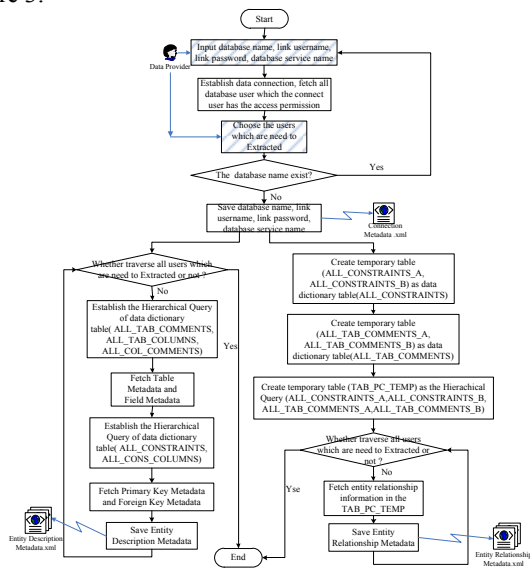 re 3.
Start
Input database name, link username,
link password, database service name
Data Provider
Establish data connection, fetch all
database user which the connect
user has the access permission
Choose the users
which are need to
Extracted
The database name exist?
Yes
No
Save database name, link
username, link password,
database service name
Connection
Metadata .xml
Whether traverse all users which
are need to Extracted or not ?
No
Yes
Establish the Hierarchical Query
of data dictionary
table( ALL_TAB_COMMENTS,
ALL_TAB_COLUMNS,
ALL_COL_COMMENTS)
Fetch Table
Metadata and
Field Metadata
Establish the Hierarchical
Query of data dictionary
table( ALL_CONSTRAINTS,
ALL_CONS_COLUMNS)
Fetch Primary Key Metadata
and Foreign Key Metadata
Save Entity
Description Metadata
Entity Description
Metadata.xml
Create temporary table
(ALL_CONSTRAINTS_A,
ALL_CONSTRAINTS_B) as data
dictionary table(ALL_CONSTRAINTS)
Create temporary table
(ALL_TAB_COMMENTS_A,
ALL_TAB_COMMENTS_B) as data
dictionary table(ALL_TAB_COMMENTS)
Create temporary table (TAB_PC_TEMP) as the Hierachical
Query (ALL_CONSTRAINTS_A,ALL_CONSTRAINTS_B,
ALL_TAB_COMMENTS_A,ALL_TAB_COMMENTS_B)
Whether traverse all users
which are need to Extracted or
not ?
No
Yse
Fetch entity relationship
information in the
TAB_PC_TEMP
Save Entity
Relationship Metadata
Entity Relationship
Metadata.xml
End